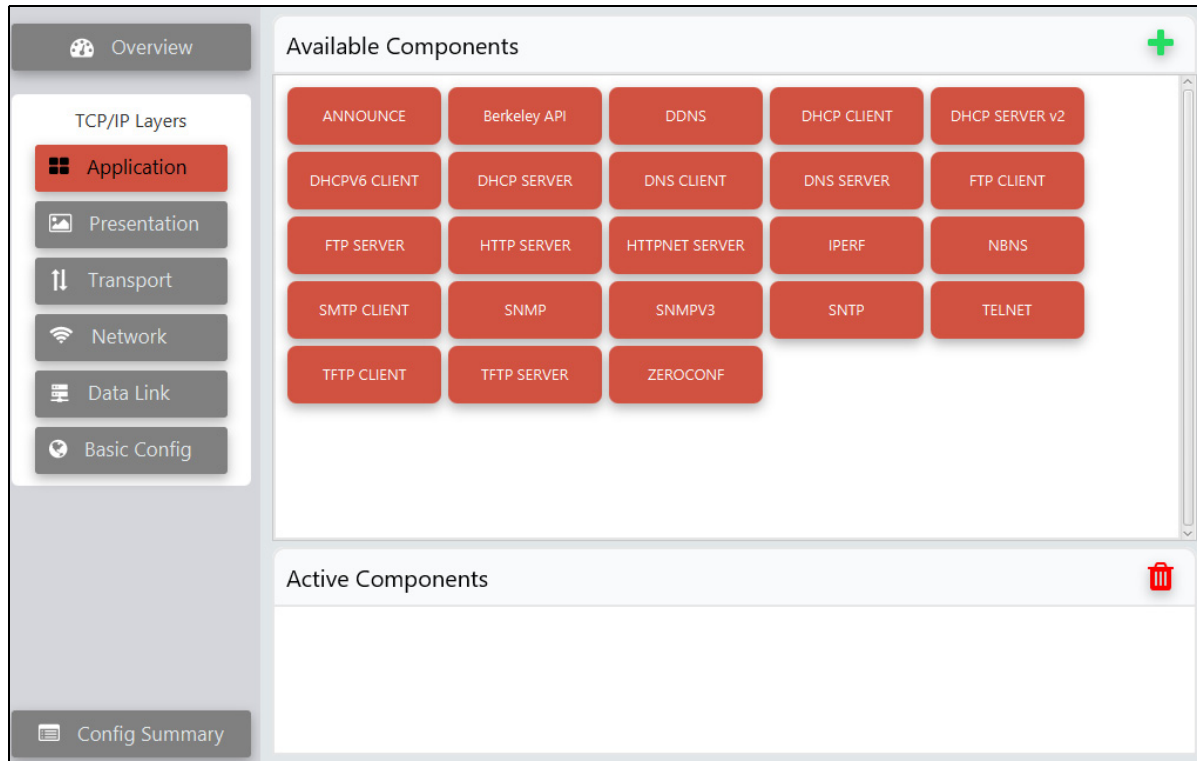 Overview
TCP/IP Layers
Application
Presentation
Transport
Network
Data Link
Basic Config
Config Summary
Available Components
ANNOUNCE
Berkeley API
DDNS
DHCP CLIENT
DHCP SERVER v2
DHCPV6 CLIENT
DHCP SERVER
DNS CLIENT
DNS SERVER
FTP CLIENT
FTP SERVER
HTTP SERVER
HTTPNET SERVER
IPERF
NBNS
SMTP CLIENT
SNMP
SNMPV3
SNTP
TELNET
TFTP CLIENT
TFTP SERVER
ZEROCONF
Active Components